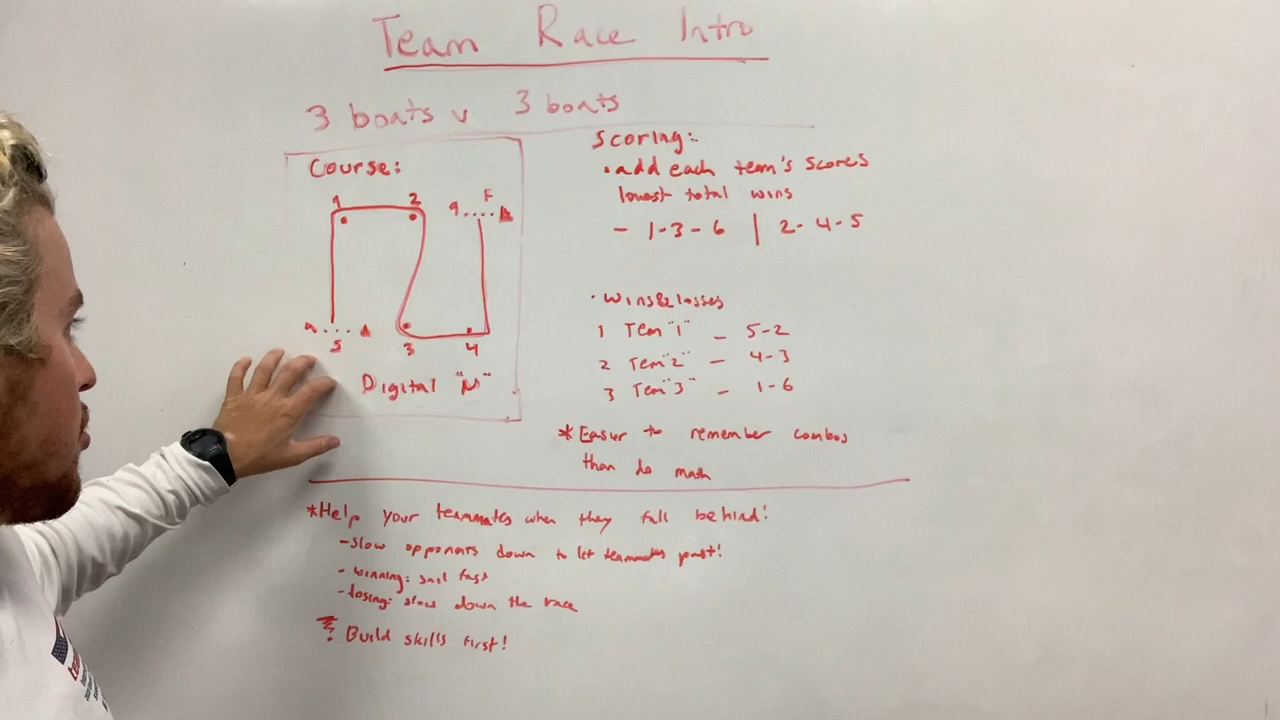 Team Race Intro
3 boats v 3 boats
Course:
1 2 F
S 3 4
Digital "N"
Scoring:
• add each team's scores
lowest total wins
- 1-3-6 | 2-4-5
• wins&losses
1 Tem "1" - 5-2
2 Tem "2" - 4-3
3 Tem "3" - 1-6
* Easier to remember combos
than do math
* Help your teammates when they fall behind!
- slow opponents down to let teammates past!
- winning: sail fast
- losing: slow down the race
Build skills first!